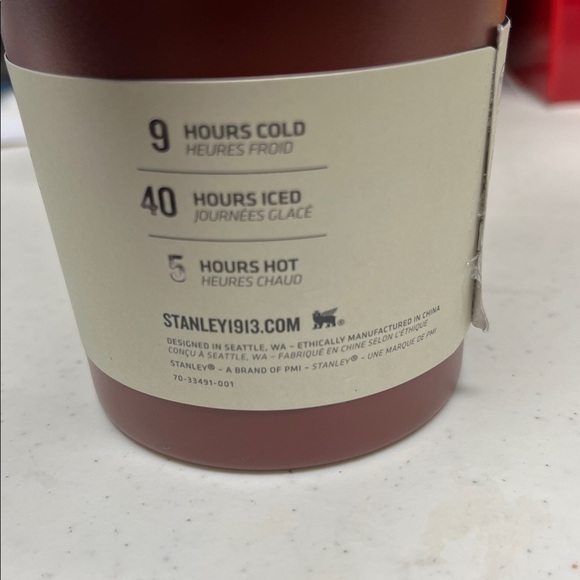 9 HOURS COLD
HEURES FROID
40 HOURS ICED
JOURNÉES GLACÉ
5 HOURS HOT
HEURES CHAUD
STANLEY1913.COM ®
DESIGNED IN SEATTLE, WA – ETHICALLY MANUFACTURED IN CHINA
CONÇU À SEATTLE, WA – FABRIQUÉ EN CHINE SELON L'ÉTHIQUE
STANLEY® – A BRAND OF PMI – STANLEY® – UNE MARQUE DE PMI
70-33491-001